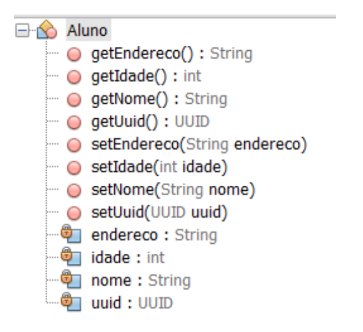 Aluno
getEndereco() : String
getIdade() : int
getNome() : String
getUuid() : UUID
setEndereco(String endereco)
setIdade(int idade)
setNome(String nome)
setUuid(UUID uuid)
endereco : String
idade : int
nome : String
uuid : UUID